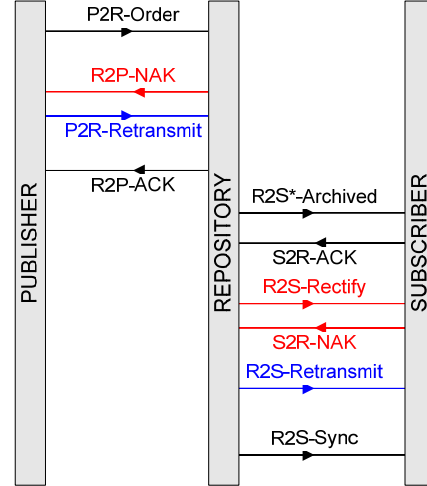 P2R-Order
R2P-NAK
P2R-Retransmit
R2P-ACK
PUBLISHER
REPOSITORY
SUBSCRIBER
R2S*-Archived
S2R-ACK
R2S-Rectify
S2R-NAK
R2S-Retransmit
R2S-Sync